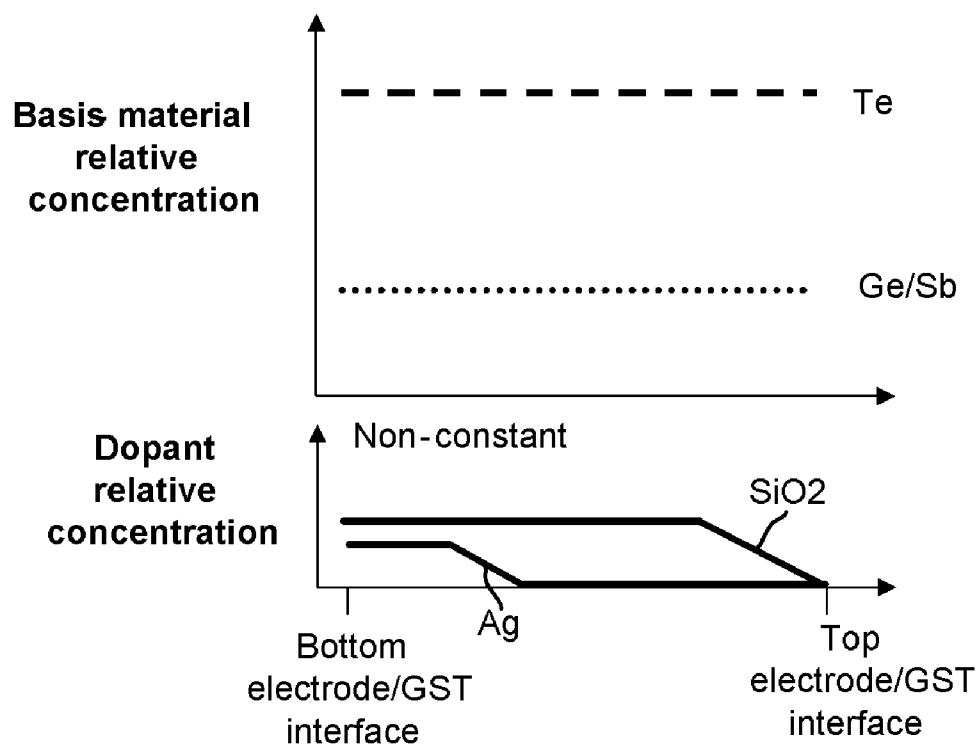 Basis material
relative
concentration
Te
Ge/Sb
Dopant
relative
concentration
Non-constant
SiO2
Ag
Bottom
electrode/GST
interface
Top
electrode/GST
interface